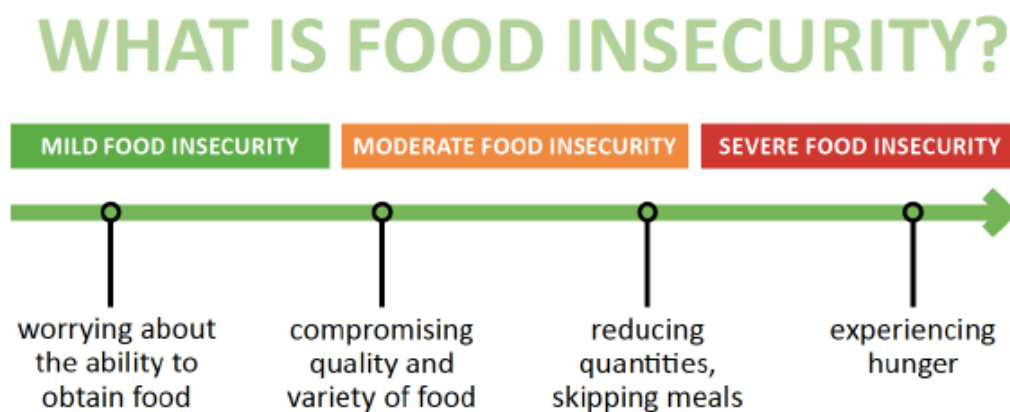 WHAT IS FOOD INSECURITY?
MILD FOOD INSECURITY
MODERATE FOOD INSECURITY
SEVERE FOOD INSECURITY
worrying about
the ability to
obtain food
compromising
quality and
variety of food
reducing
quantities,
skipping meals
experiencing
hunger